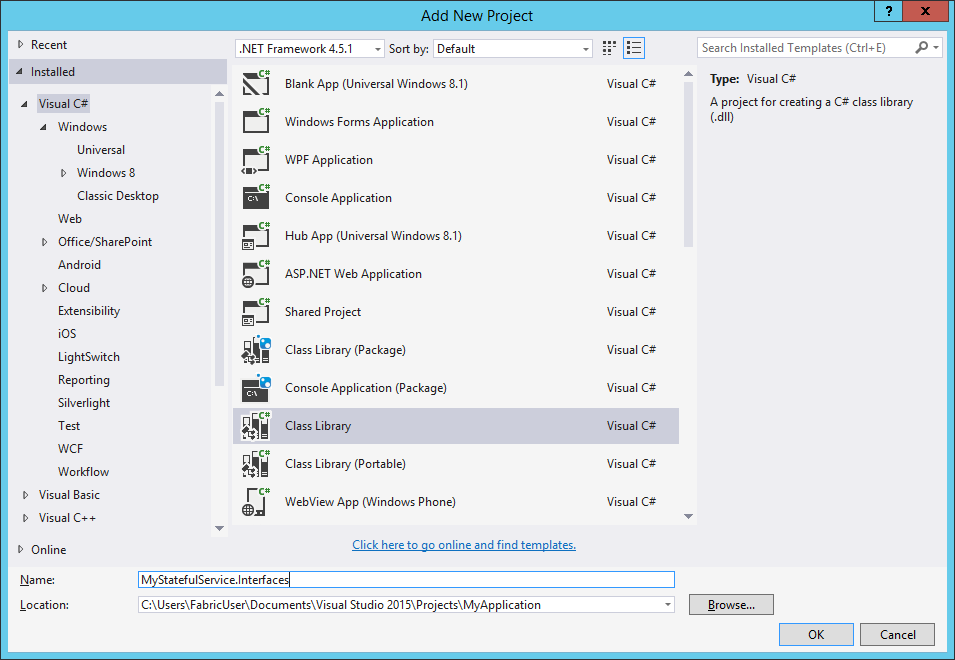 Add New Project
?
x
Recent
Installed
Visual C#
Windows
Universal
Windows 8
Classic Desktop
Web
Office/SharePoint
Android
Cloud
Extensibility
iOS
LightSwitch
Reporting
Silverlight
Test
WCF
Workflow
Visual Basic
Visual C++
Online
.NET Framework 4.5.1
Sort by: Default
C# Blank App (Universal Windows 8.1) Visual C#
C# Windows Forms Application Visual C#
C# WPF Application Visual C#
C# C:\ Console Application Visual C#
C# Hub App (Universal Windows 8.1) Visual C#
C# ASP.NET Web Application Visual C#
C# Shared Project Visual C#
Class Library (Package) Visual C#
C:\ Console Application (Package) Visual C#
C# Class Library Visual C#
C# Class Library (Portable) Visual C#
C# WebView App (Windows Phone) Visual C#
Click here to go online and find templates.
Search Installed Templates (Ctrl+E)
Type: Visual C#
A project for creating a C# class library
(.dll)
Name: MyStatefulService.Interfaces
Location: C:\Users\FabricUser\Documents\Visual Studio 2015\Projects\MyApplication
Browse...
OK
Cancel